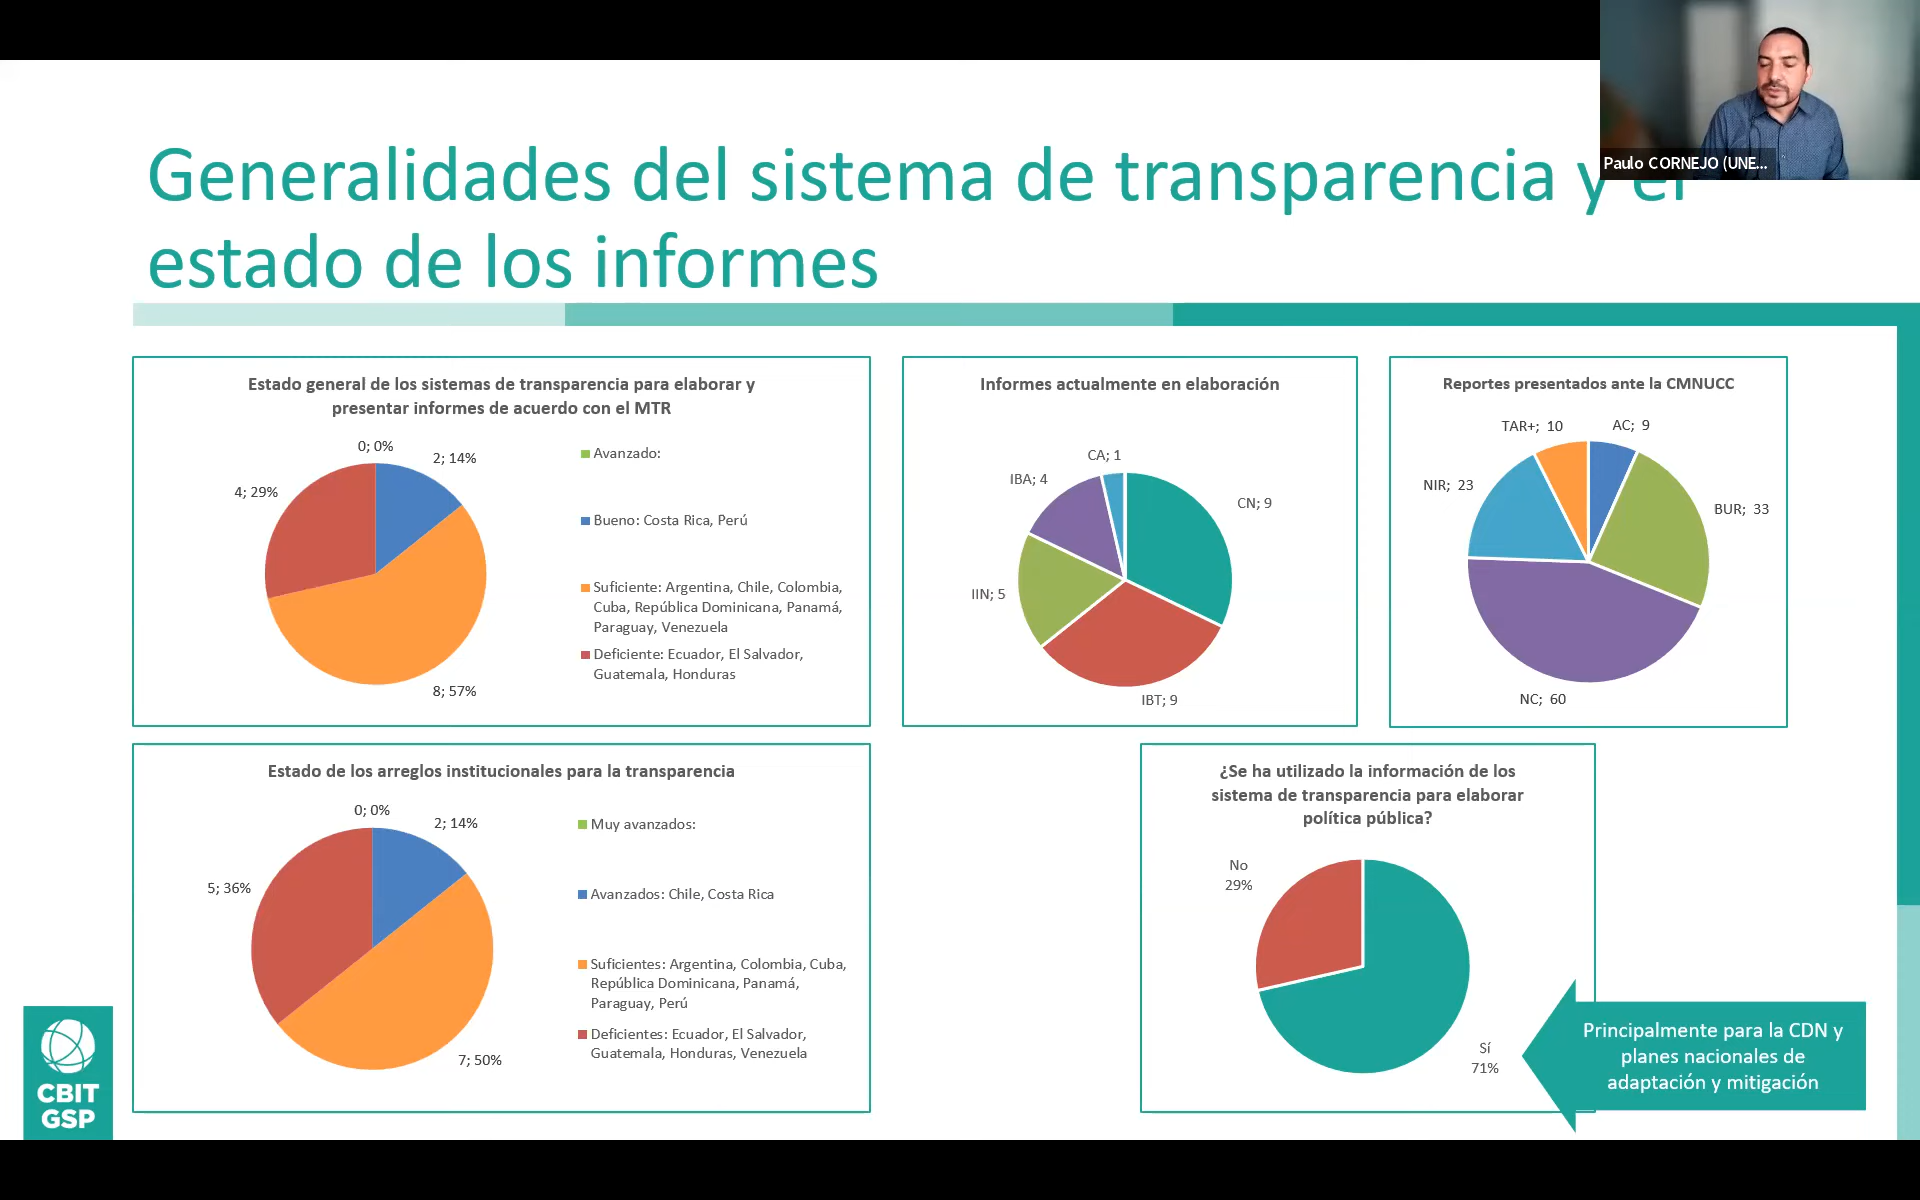 Paulo CORNEJO (UNE...
Generalidades del sistema de transparencia y el
estado de los informes
Estado general de los sistemas de transparencia para elaborar y
presentar informes de acuerdo con el MTR
0; 0%
2; 14%
4; 29%
8; 57%
Avanzado:
Bueno: Costa Rica, Perú
Suficiente: Argentina, Chile, Colombia,
Cuba, República Dominicana, Panamá,
Paraguay, Venezuela
Deficiente: Ecuador, El Salvador,
Guatemala, Honduras
Informes actualmente en elaboración
CA; 1
IBA; 4
CN; 9
IIN; 5
IBT; 9
Reportes presentados ante la CMNUCC
TAR+; 10
AC; 9
NIR; 23
BUR; 33
NC; 60
Estado de los arreglos institucionales para la transparencia
0; 0%
2; 14%
5; 36%
7; 50%
Muy avanzados:
Avanzados: Chile, Costa Rica
Suficientes: Argentina, Colombia, Cuba,
República Dominicana, Panamá,
Paraguay, Perú
Deficientes: Ecuador, El Salvador,
Guatemala, Honduras, Venezuela
¿Se ha utilizado la información de los
sistema de transparencia para elaborar
política pública?
No
29%
Sí
71%
Principalmente para la CDN y
planes nacionales de
adaptación y mitigación
CBIT
GSP